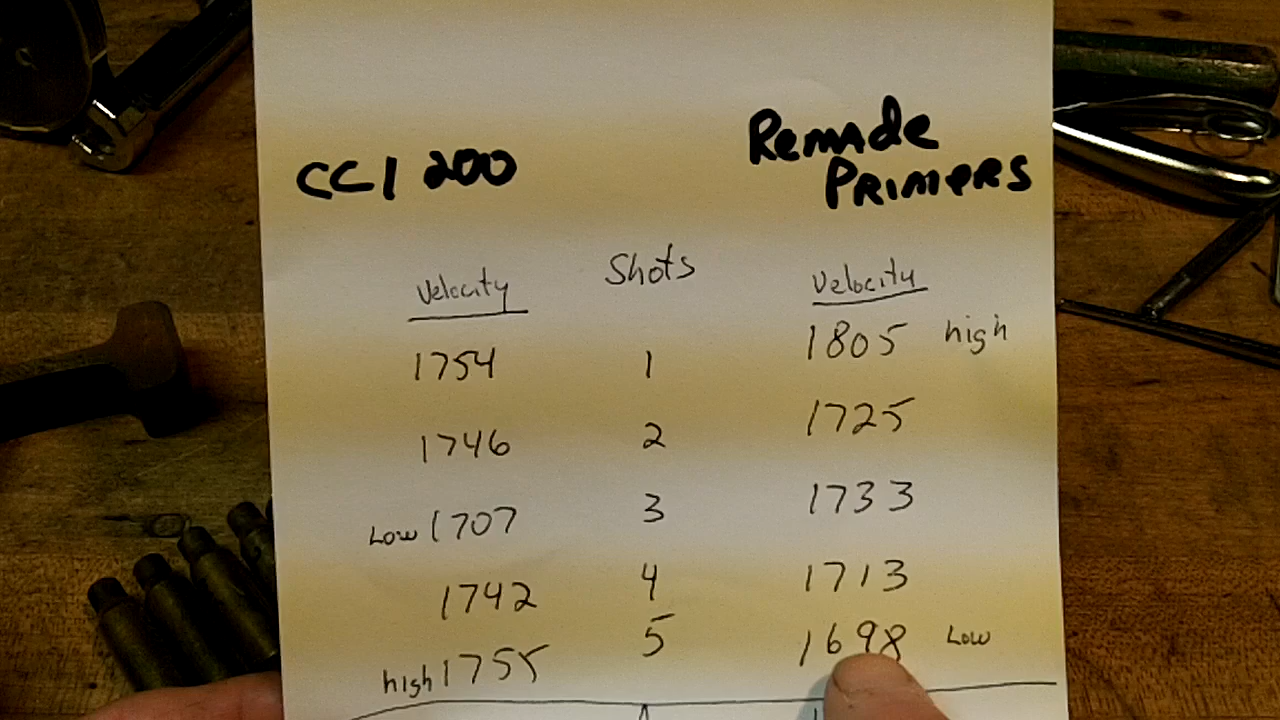 CCI 200 Remade
Primers
Velocity Shots Velocity
1754 1 1805 high
1746 2 1725
Low 1707 3 1733
1742 4 1713
high 1755 5 1698 Low